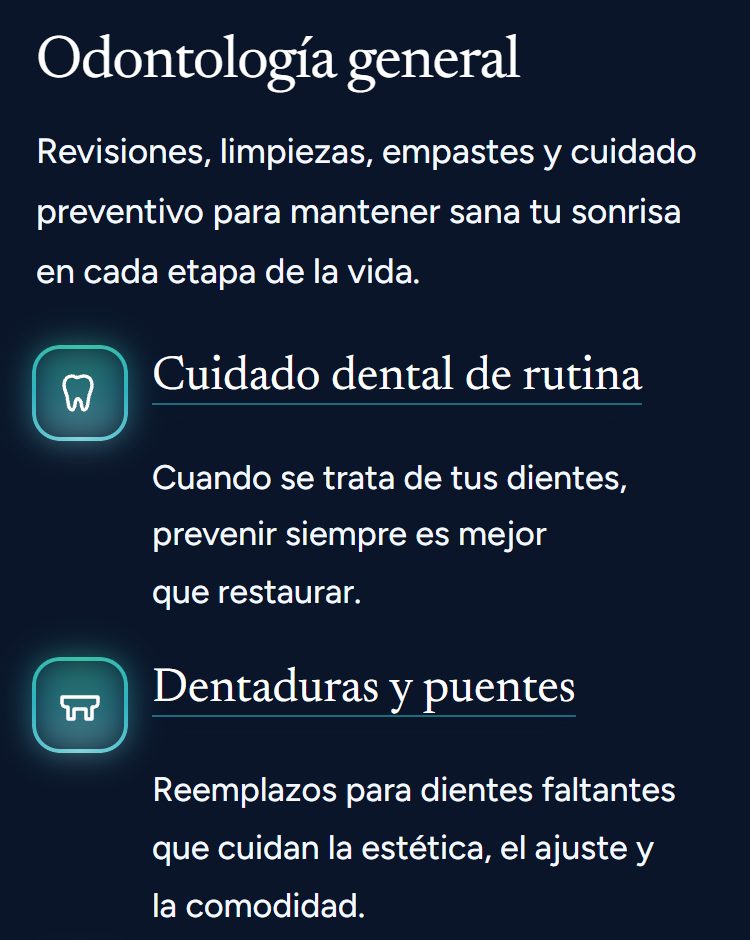 Odontología general
Revisiones, limpiezas, empastes y cuidado
preventivo para mantener sana tu sonrisa
en cada etapa de la vida.
Cuidado dental de rutina
Cuando se trata de tus dientes,
prevenir siempre es mejor
que restaurar.
Dentaduras y puentes
Reemplazos para dientes faltantes
que cuidan la estética, el ajuste y
la comodidad.